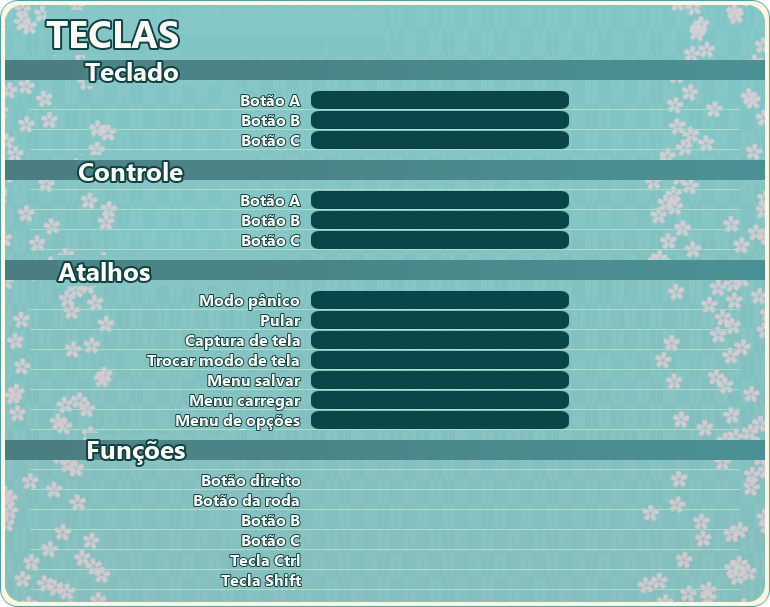 TECLAS
Teclado
Botão A
Botão B
Botão C
Controle
Botão A
Botão B
Botão C
Atalhos
Modo pânico
Pular
Captura de tela
Trocar modo de tela
Menu salvar
Menu carregar
Menu de opções
Funções
Botão direito
Botão da roda
Botão B
Botão C
Tecla Ctrl
Tecla Shift